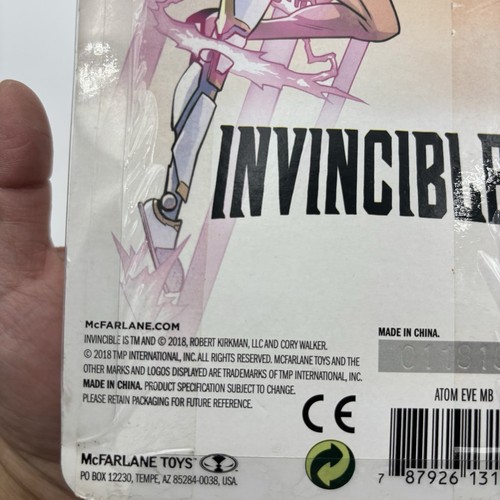 INVINCIBLE
McFARLANE.COM
INVINCIBLE IS TM AND © 2018, ROBERT KIRKMAN, LLC AND CORY WALKER.
© 2018 TMP INTERNATIONAL, INC. ALL RIGHTS RESERVED. MCFARLANE TOYS AND THE
OTHER MARKS AND LOGOS DISPLAYED ARE TRADEMARKS OF TMP INTERNATIONAL, INC.
MADE IN CHINA. PRODUCT SPECIFICATION SUBJECT TO CHANGE.
PLEASE RETAIN PACKAGING FOR FUTURE REFERENCE.
CE
McFARLANE TOYS™
PO BOX 12230, TEMPE, AZ 85284-0038, USA.
MADE IN CHINA.
ATOM EVE MB
7 87926 131